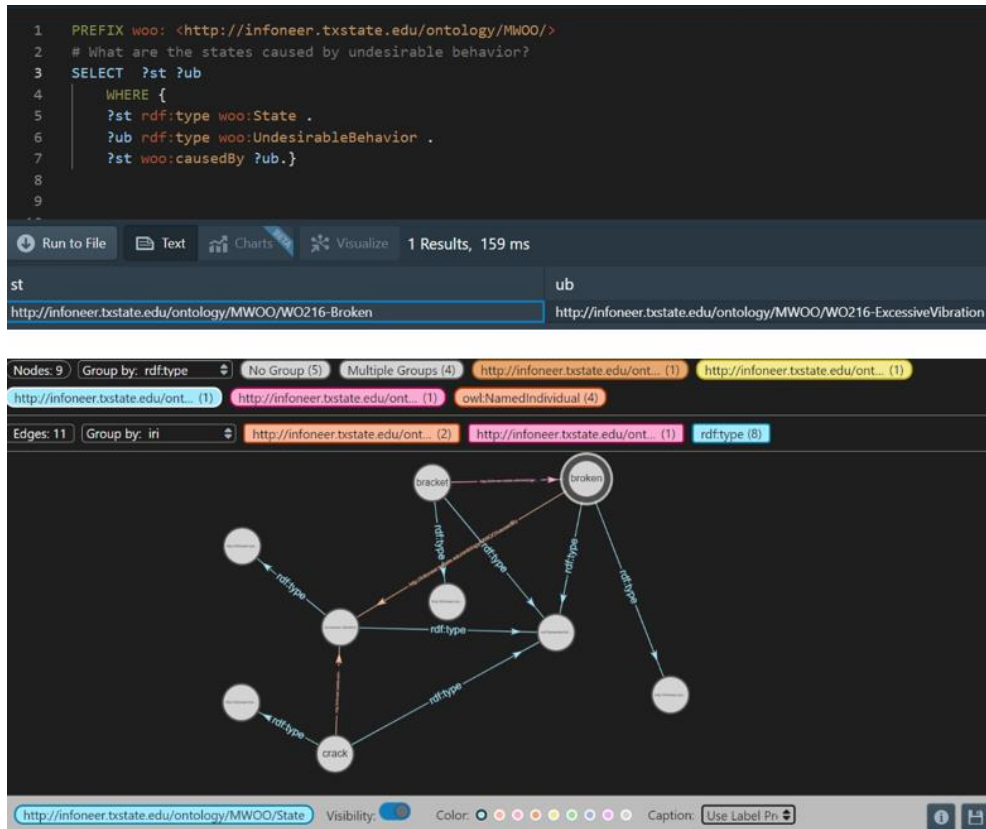 1 PREFIX woo: <http://infoneer.txstate.edu/ontology/MWOO/>
2 # What are the states caused by undesirable behavior?
3 SELECT ?st ?ub
4 WHERE {
5 ?st rdf:type woo:State .
6 ?ub rdf:type woo:UndesirableBehavior .
7 ?st woo:causedBy ?ub.}
8
9
Run to File Text Charts BETA Visualize 1 Results, 159 ms
st ub
http://infoneer.txstate.edu/ontology/MWOO/WO216-Broken http://infoneer.txstate.edu/ontology/MWOO/WO216-ExcessiveVibration
Nodes: 9 Group by: rdf:type No Group (5) Multiple Groups (4) http://infoneer.txstate.edu/ont... (1) http://infoneer.txstate.edu/ont... (1)
http://infoneer.txstate.edu/ont... (1) http://infoneer.txstate.edu/ont... (1) owl:NamedIndividual (4)
Edges: 11 Group by: iri http://infoneer.txstate.edu/ont... (2) http://infoneer.txstate.edu/ont... (1) rdf:type (8)
bracket broken
rdf:type
rdf:type
rdf:type
rdf:type
rdf:type
rdf:type
rdf:type
rdf:type
crack
http://infoneer.txstate.edu/ontology/MWOO/State Visibility: Color: Caption: Use Label Pr